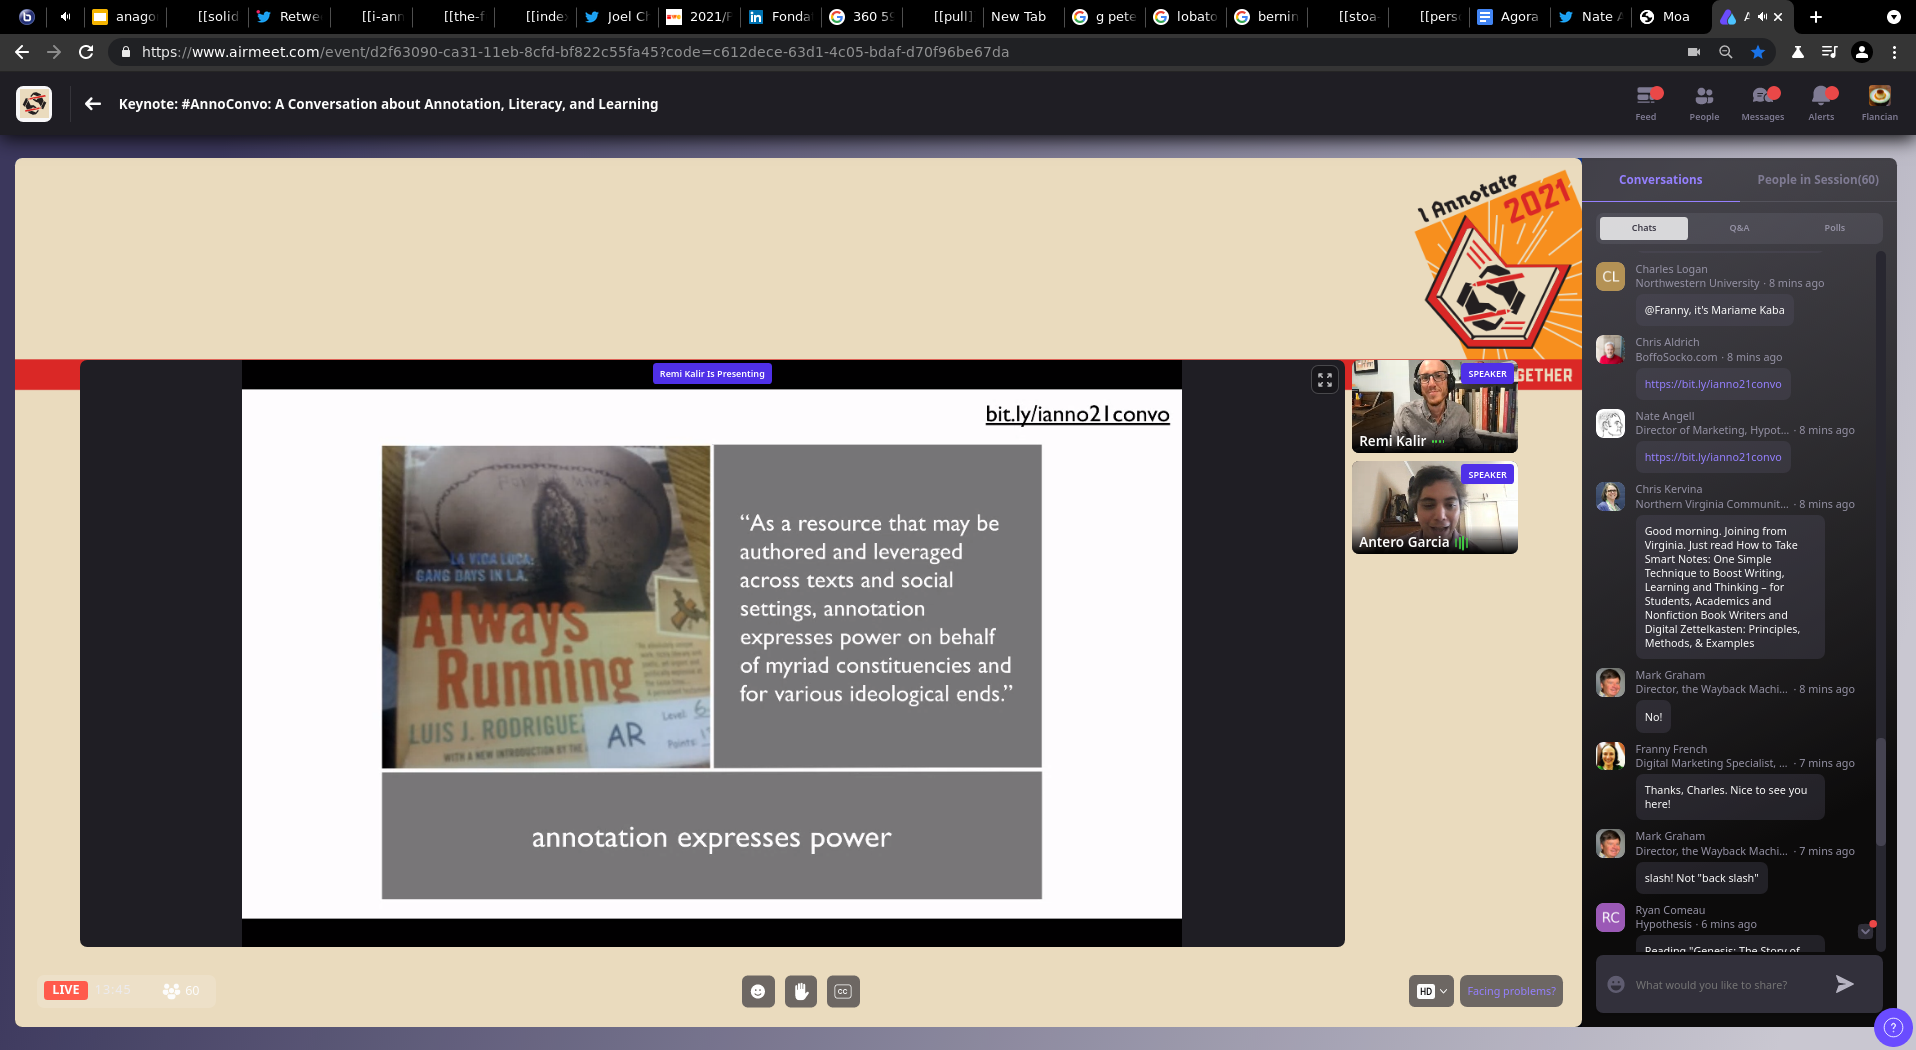 anago
[[solid
Retwe
[[i-ann
[[the-f
[[inde
Joel Ch
2021/
Fonda
360 5
[[pull]
New Tab
g pete
lobato
bernin
[[stoa
[[pers
Agora
Nate A
Moa
https://www.airmeet.com/event/d2f63090-ca31-11eb-8cfd-bf822c55fa45?code=c612dece-63d1-4c05-bdaf-d70f96be67da
Keynote: #AnnoConvo: A Conversation about Annotation, Literacy, and Learning
Feed
People
Messages
Alerts
Flancian
I Annotate
2021
GETHER
Remi Kalir Is Presenting
bit.ly/ianno21convo
LA VIDA LOCA:
GANG DAYS IN L.A.
Always
Running
LUIS J. RODRIGUEZ
WITH A NEW INTRODUCTION BY THE
AR
Level: 6
Points:
“As a resource that may be
authored and leveraged
across texts and social
settings, annotation
expresses power on behalf
of myriad constituencies and
for various ideological ends.”
annotation expresses power
SPEAKER
Remi Kalir
SPEAKER
Antero Garcia
LIVE
13:45
60
CC
HD
Facing problems?
Conversations
People in Session(60)
Chats
Q&A
Polls
CL
Charles Logan
Northwestern University · 8 mins ago
@Franny, it's Mariame Kaba
Chris Aldrich
BoffoSocko.com · 8 mins ago
https://bit.ly/ianno21convo
Nate Angell
Director of Marketing, Hypot... · 8 mins ago
https://bit.ly/ianno21convo
Chris Kervina
Northern Virginia Communit... · 8 mins ago
Good morning. Joining from
Virginia. Just read How to Take
Smart Notes: One Simple
Technique to Boost Writing,
Learning and Thinking – for
Students, Academics and
Nonfiction Book Writers and
Digital Zettelkasten: Principles,
Methods, & Examples
Mark Graham
Director, the Wayback Machi... · 8 mins ago
No!
Franny French
Digital Marketing Specialist, ... · 7 mins ago
Thanks, Charles. Nice to see you
here!
Mark Graham
Director, the Wayback Machi... · 7 mins ago
slash! Not "back slash"
RC
Ryan Comeau
Hypothesis · 6 mins ago
Reading "Genesis: The Story of
What would you like to share?